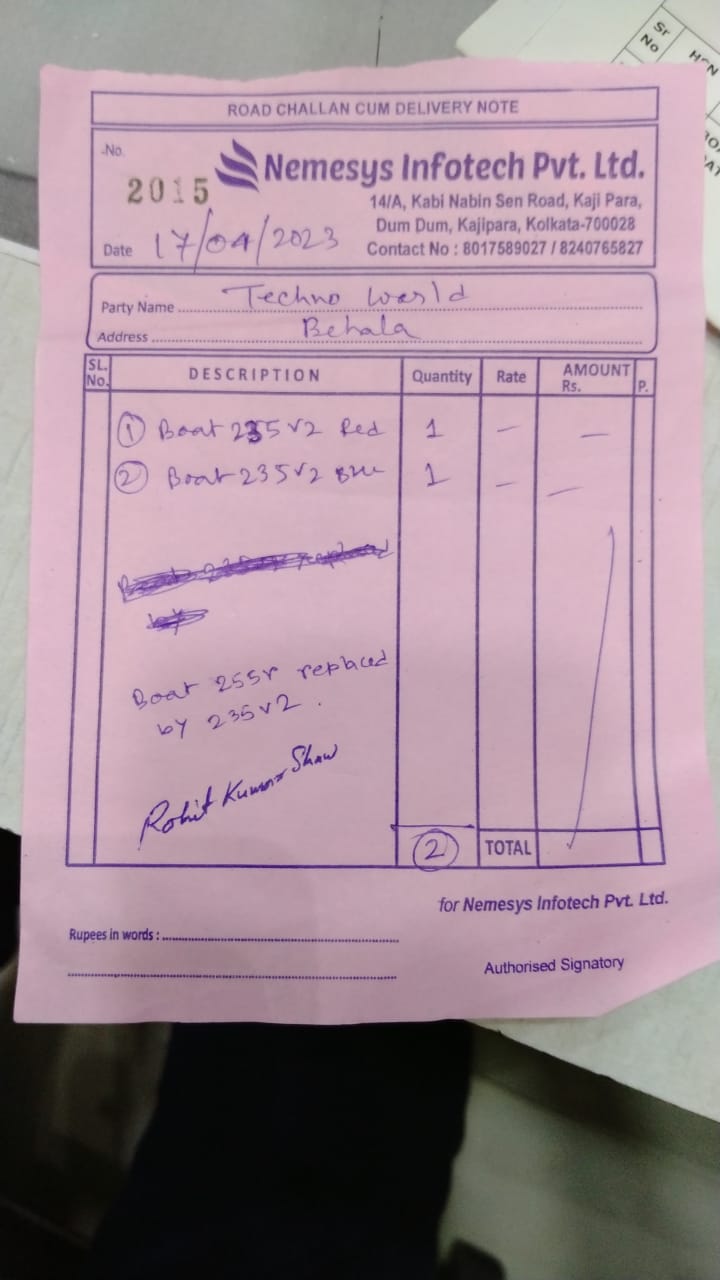 Sr
No
HSN
ROAD CHALLAN CUM DELIVERY NOTE
No.
2015
Nemesys Infotech Pvt. Ltd.
14/A, Kabi Nabin Sen Road, Kaji Para,
Dum Dum, Kajipara, Kolkata-700028
Date 17/04/2023
Contact No : 8017589027 / 8240765827
Party Name Techno World
Address Behala
SL. No. DESCRIPTION Quantity Rate AMOUNT Rs. P.
① Boat 235 v2 Red 1 — —
② Boat 235 v2 Blu 1 — —
Boat 255r replaced
by 235 v2.
Rohit Kumar Shaw
② TOTAL
for Nemesys Infotech Pvt. Ltd.
Rupees in words :
Authorised Signatory